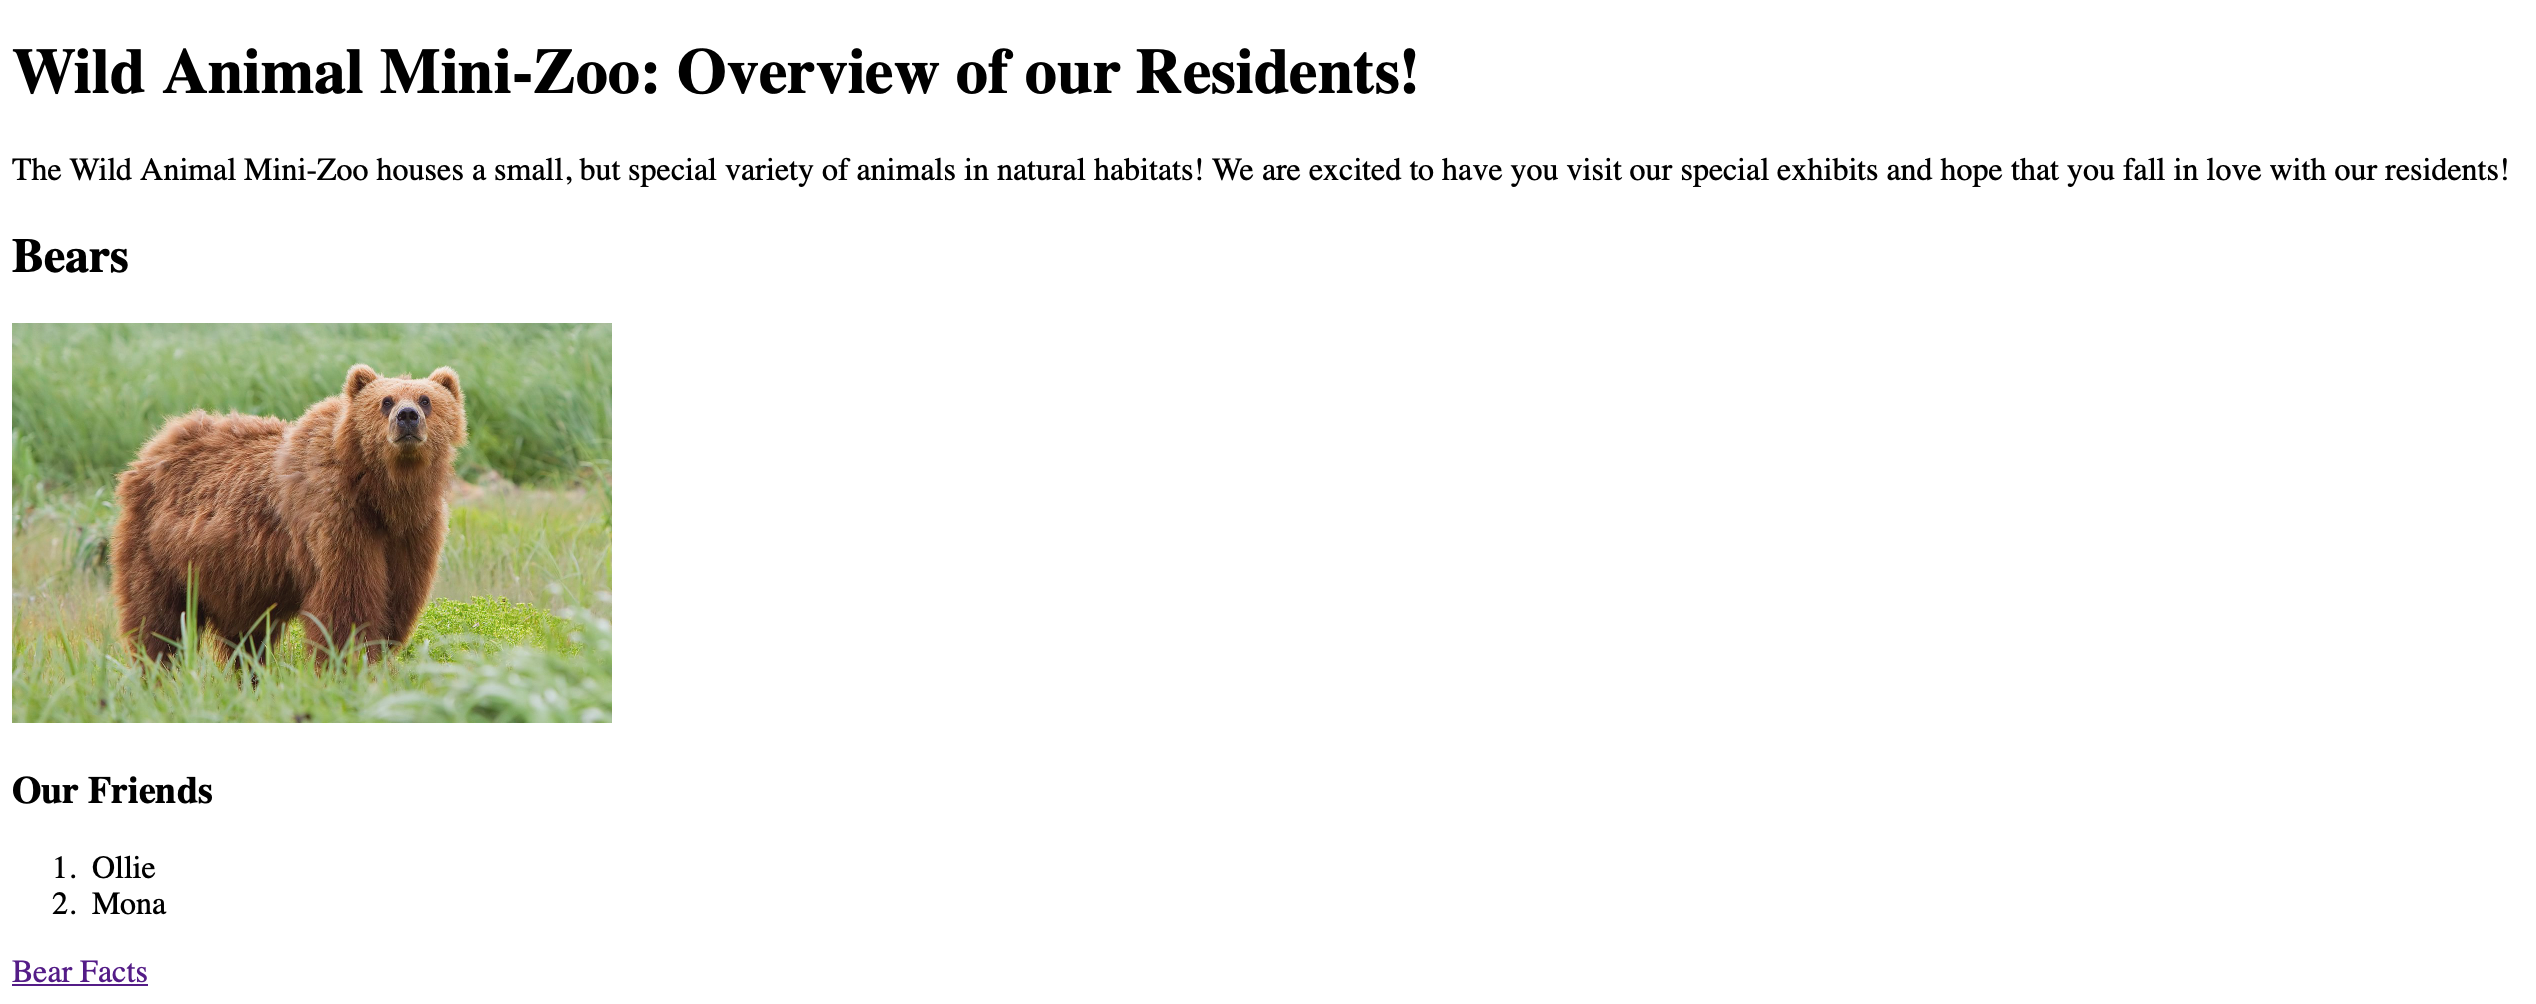 Wild Animal Mini-Zoo: Overview of our Residents!
The Wild Animal Mini-Zoo houses a small, but special variety of animals in natural habitats! We are excited to have you visit our special exhibits and hope that you fall in love with our residents!
Bears
Our Friends
1. Ollie
2. Mona
Bear Facts